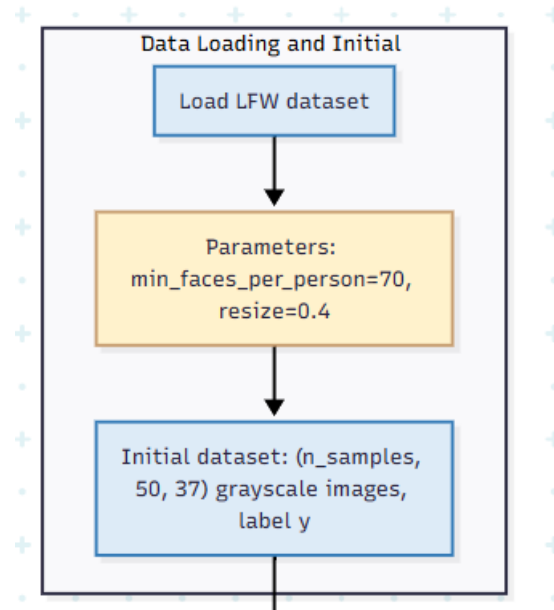 Data Loading and Initial
Load LFW dataset
Parameters:
min_faces_per_person=70,
resize=0.4
Initial dataset: (n_samples,
50, 37) grayscale images,
label y